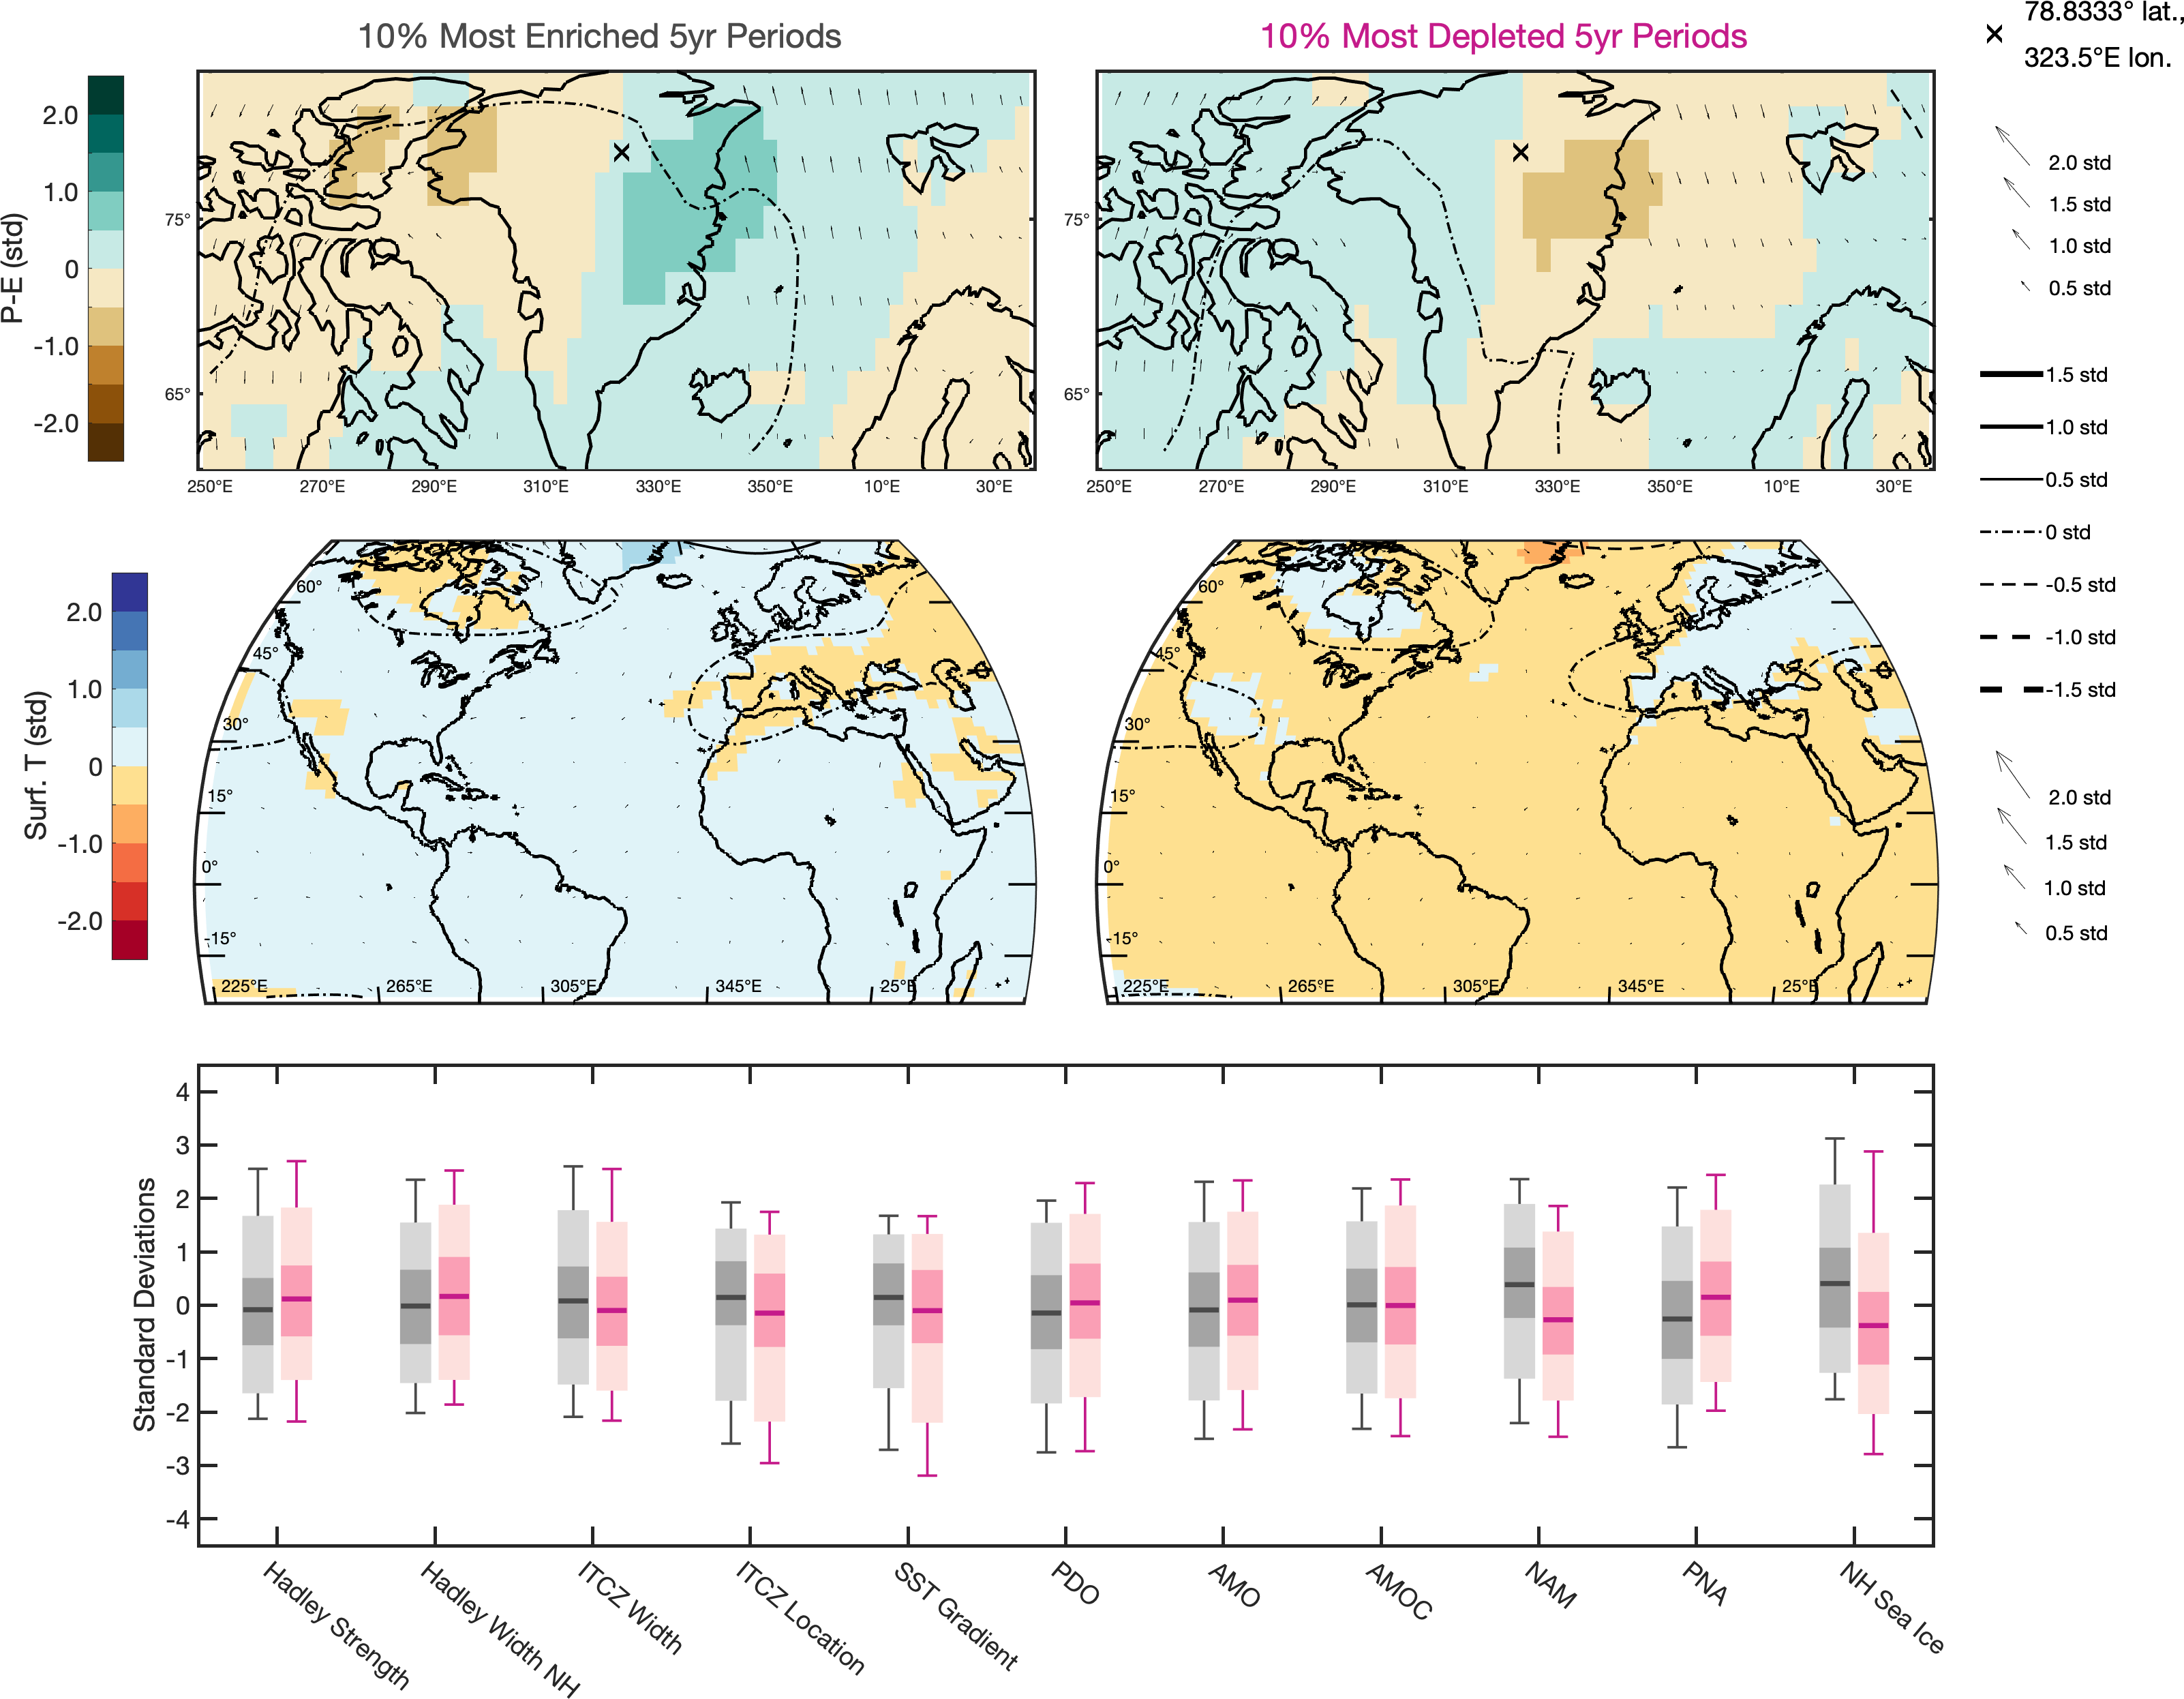 10% Most Enriched 5yr Periods
10% Most Depleted 5yr Periods
78.8333° lat.,
323.5°E lon.
P-E (std)
2.0
1.0
0
-1.0
-2.0
75°
65°
250°E 270°E 290°E 310°E 330°E 350°E 10°E 30°E
75°
65°
250°E 270°E 290°E 310°E 330°E 350°E 10°E 30°E
2.0 std
1.5 std
1.0 std
0.5 std
1.5 std
1.0 std
0.5 std
0 std
-0.5 std
-1.0 std
-1.5 std
2.0 std
1.5 std
1.0 std
0.5 std
Surf. T (std)
2.0
1.0
0
-1.0
-2.0
60°
45°
30°
15°
0°
-15°
225°E 265°E 305°E 345°E 25°E
60°
45°
30°
15°
0°
-15°
225°E 265°E 305°E 345°E 25°E
Standard Deviations
4
3
2
1
0
-1
-2
-3
-4
Hadley Strength
Hadley Width NH
ITCZ Width
ITCZ Location
SST Gradient
PDO
AMO
AMOC
NAM
PNA
NH Sea Ice